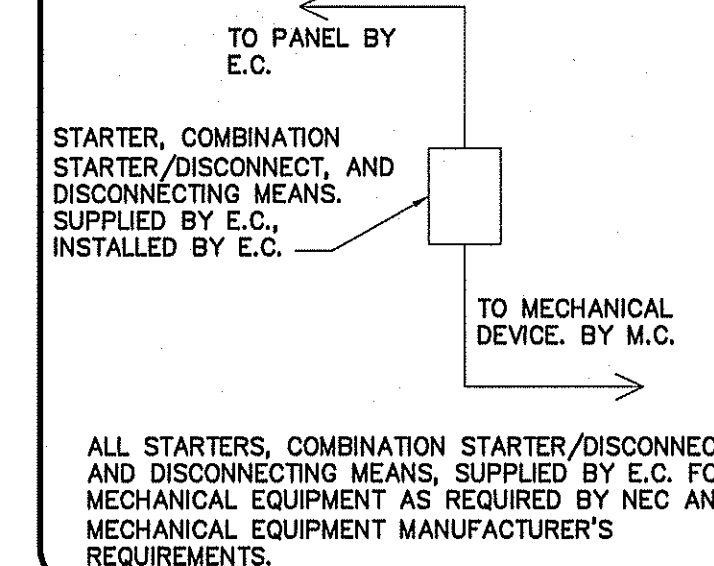 TO PANEL BY
E.C.
STARTER, COMBINATION
STARTER/DISCONNECT, AND
DISCONNECTING MEANS.
SUPPLIED BY E.C.,
INSTALLED BY E.C.
TO MECHANICAL
DEVICE. BY M.C.
ALL STARTERS, COMBINATION STARTER/DISCONNEC
AND DISCONNECTING MEANS, SUPPLIED BY E.C. FO
MECHANICAL EQUIPMENT AS REQUIRED BY NEC AN
MECHANICAL EQUIPMENT MANUFACTURER'S
REQUIREMENTS.